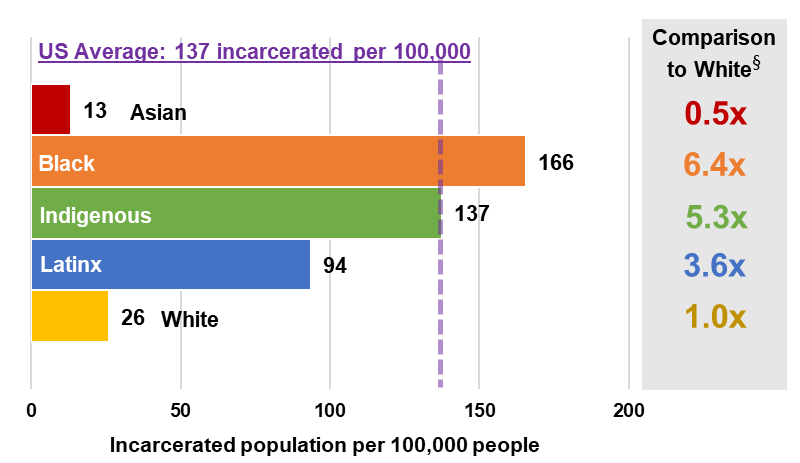 US Average: 137 incarcerated per 100,000
Comparison
to White§
13 Asian
0.5x
Black 166
6.4x
Indigenous 137
5.3x
Latinx 94
3.6x
26 White
1.0x
0 50 100 150 200
Incarcerated population per 100,000 people